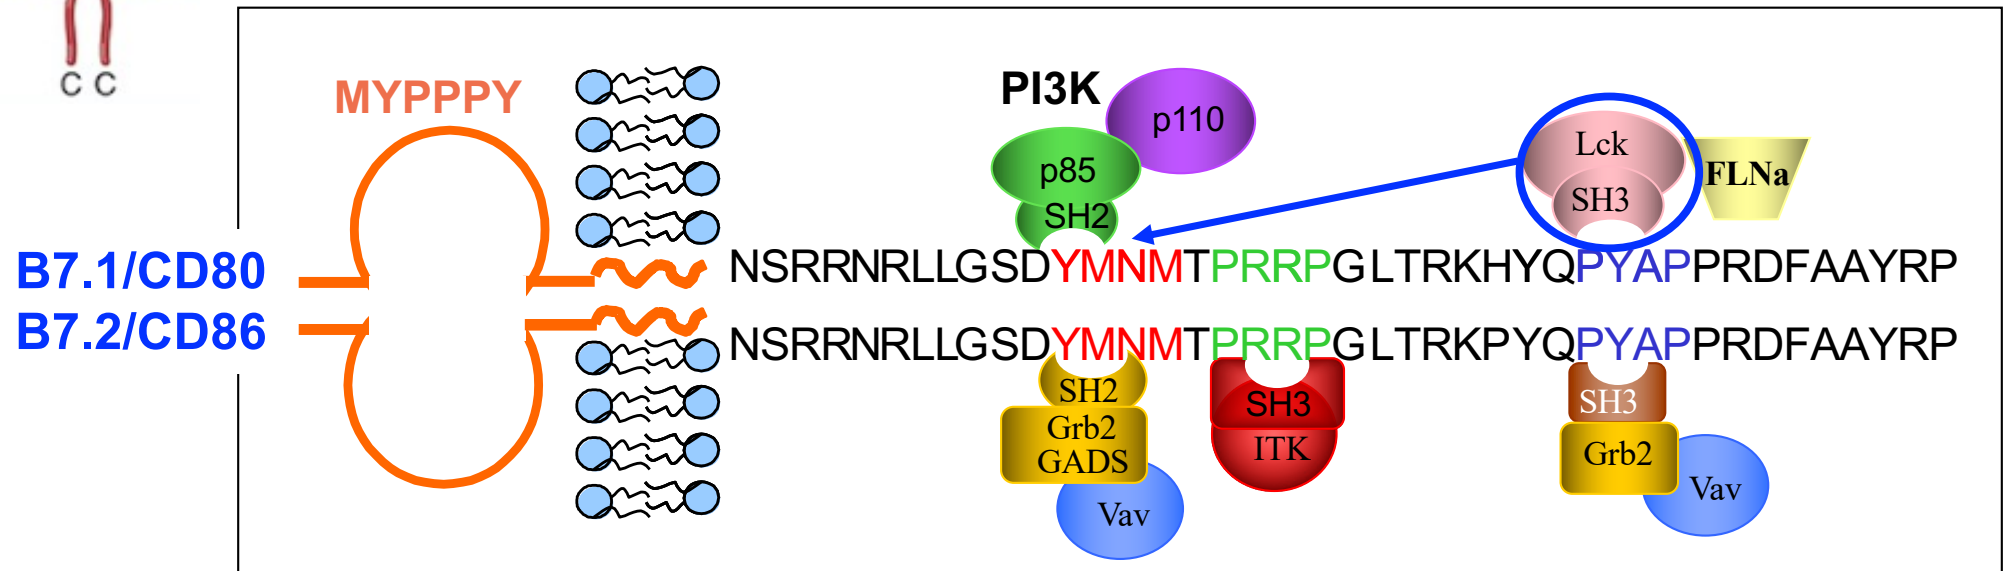 C C
MYPPPY
PI3K
p110
p85
SH2
Lck
SH3
FLNa
B7.1/CD80
NSRRNRLLGSDYMNMTPRRPGLTRKHYQPYAPPRDFAAYRP
B7.2/CD86
NSRRNRLLGSDYMNMTPRRPGLTRKPYQPYAPPRDFAAYRP
SH2
Grb2
GADS
Vav
SH3
ITK
SH3
Grb2
Vav